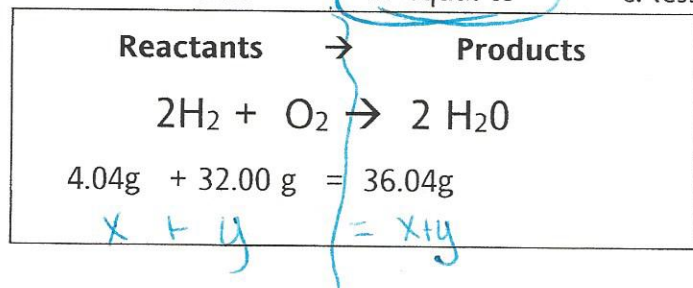 Reactants → Products
2H₂ + O₂ → 2 H₂0
4.04g + 32.00 g = 36.04g
x + y = x+y